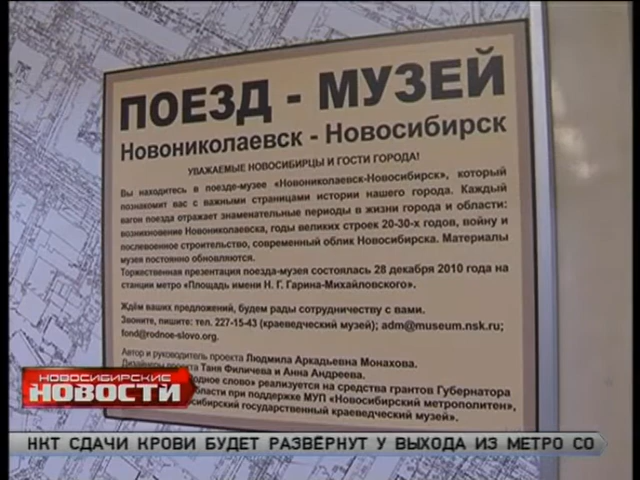 ПОЕЗД - МУЗЕЙ
Новониколаевск - Новосибирск
УВАЖАЕМЫЕ НОВОСИБИРЦЫ И ГОСТИ ГОРОДА!
Вы находитесь в поезде-музее «Новониколаевск-Новосибирск», который
познакомит вас с важными страницами истории нашего города. Каждый
вагон поезда отражает знаменательные периоды в жизни города и области:
возникновение Новониколаевска, годы великих строек 20-30-х годов, войну и
послевоенное строительство, современный облик Новосибирска. Материалы
музея постоянно обновляются.
Торжественная презентация поезда-музея состоялась 28 декабря 2010 года на
станции метро «Площадь имени Н. Г. Гарина-Михайловского».
Ждём ваших предложений, будем рады сотрудничеству с вами.
Звоните, пишите: тел. 227-15-43 (краеведческий музей); adm@museum.nsk.ru;
fond@rodnoe-slovo.org.
Автор и руководитель проекта Людмила Аркадьевна Монахова.
Дизайнеры проекта Таня Филичева и Анна Андреева.
одное слово» реализуется на средства грантов Губернатора
области при поддержке МУП «Новосибирский метрополитен»,
сибирский государственный краеведческий музей».
НОВОСИБИРСКИЕ
НОВОСТИ
НКТ СДАЧИ КРОВИ БУДЕТ РАЗВЁРНУТ У ВЫХОДА ИЗ МЕТРО СО